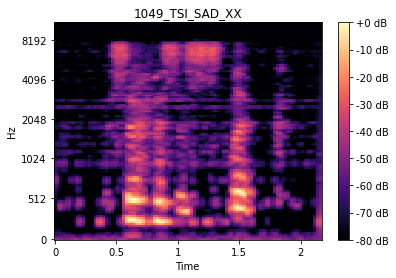 1049_TSI_SAD_XX
8192
4096
2048
1024
512
0
Hz
0
0.5
1
1.5
2
Time
+0 dB
-10 dB
-20 dB
-30 dB
-40 dB
-50 dB
-60 dB
-70 dB
-80 dB